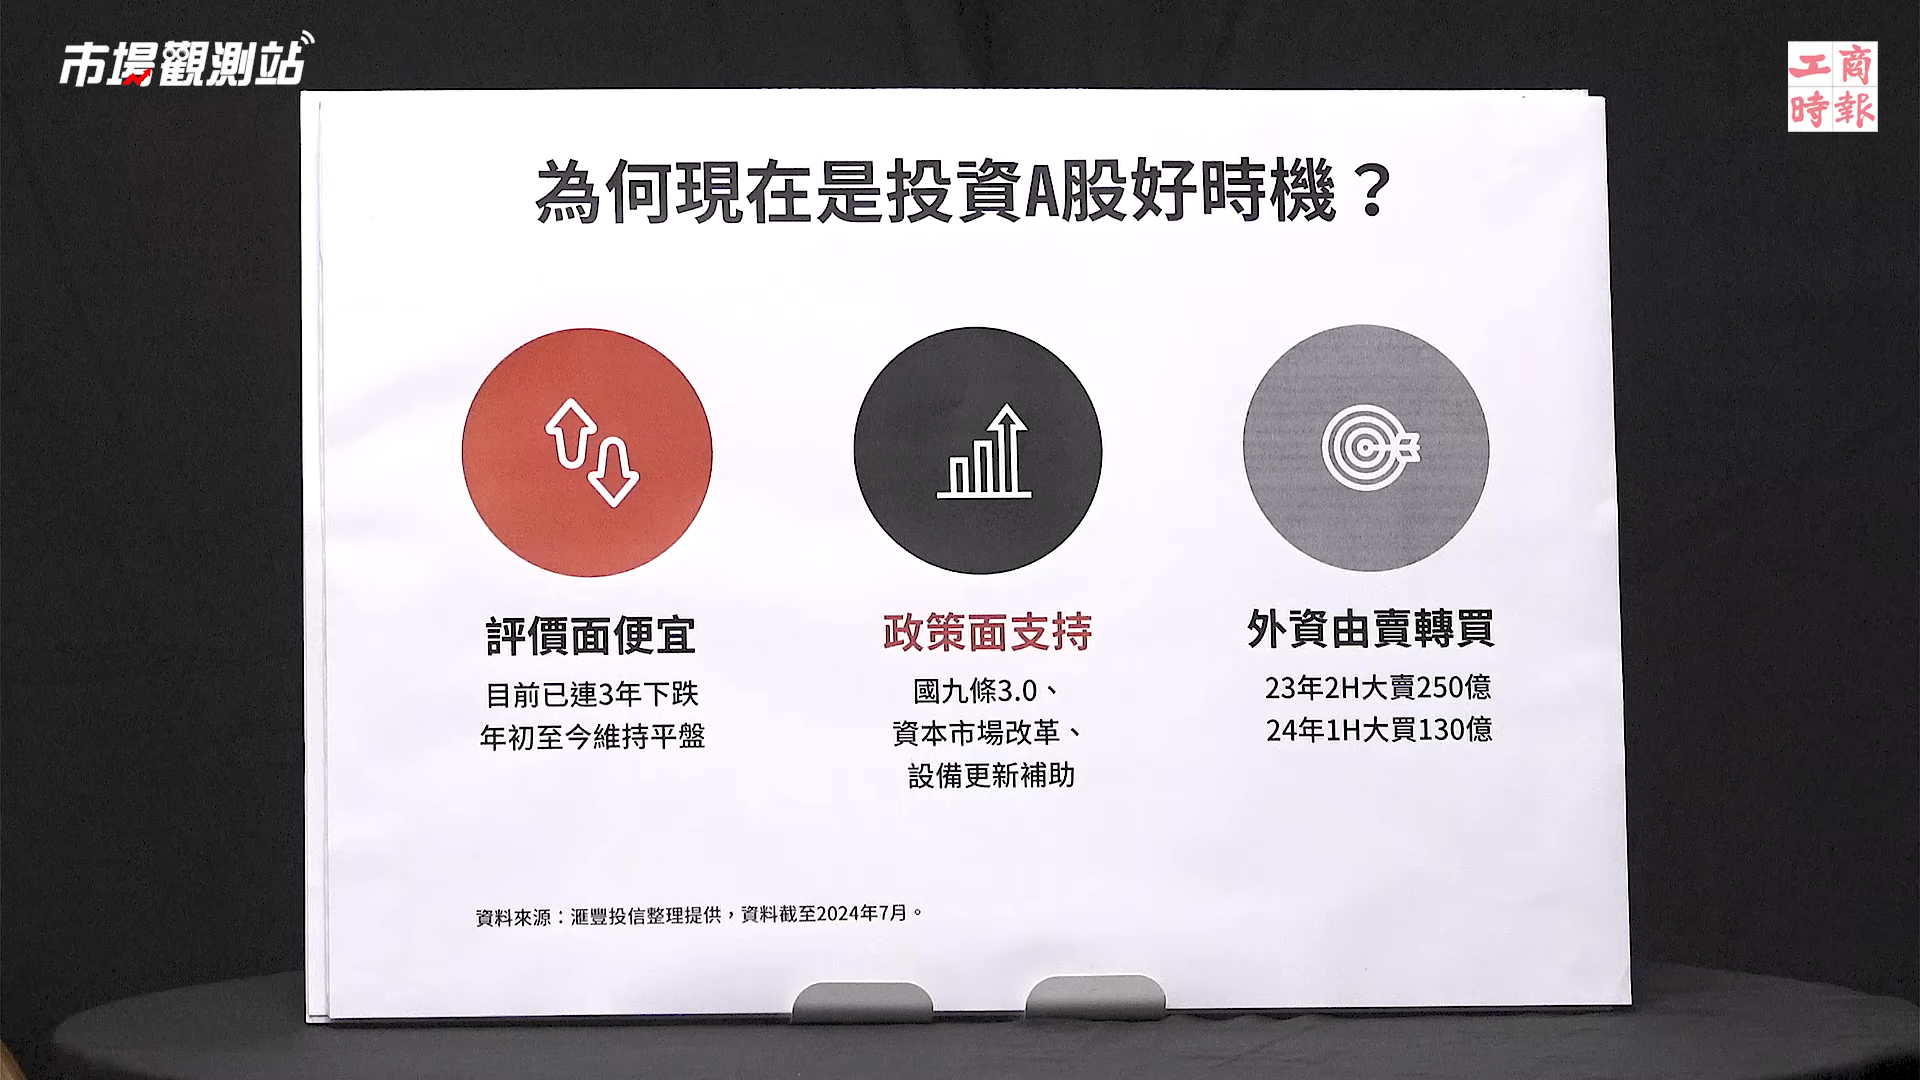 市場觀測站
工商
時報
為何現在是投資A股好時機？
評價面便宜
目前已連3年下跌
年初至今維持平盤
政策面支持
國九條3.0、
資本市場改革、
設備更新補助
外資由賣轉買
23年2H大賣250億
24年1H大買130億
資料來源：滙豐投信整理提供，資料截至2024年7月。